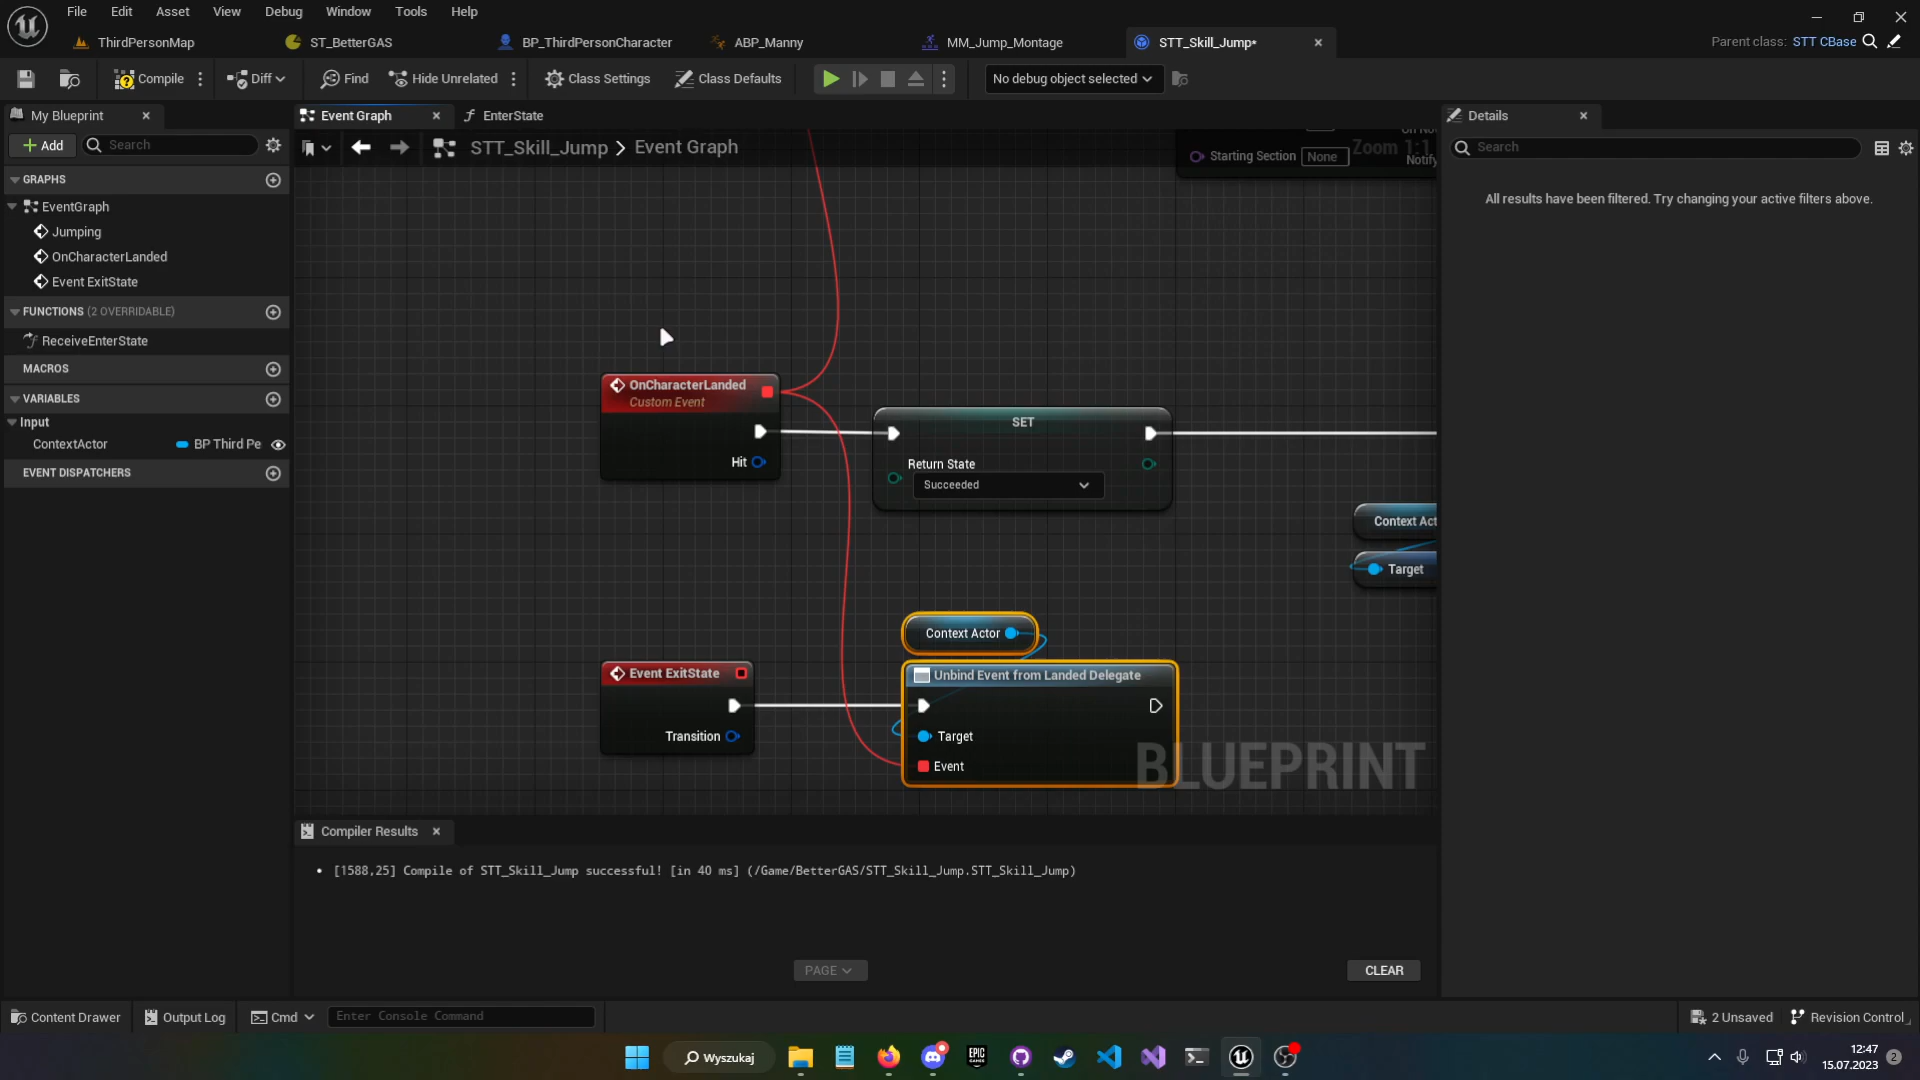 File
Edit
Asset
View
Debug
Window
Tools
Help
ThirdPersonMap
ST_BetterGAS
BP_ThirdPersonCharacter
ABP_Manny
MM_Jump_Montage
STT_Skill_Jump*
Parent class: STT CBase
Compile
Diff
Find
Hide Unrelated
Class Settings
Class Defaults
No debug object selected
My Blueprint
Event Graph
EnterState
Details
Add
Search
STT_Skill_Jump > Event Graph
Zoom 1:1
Search
GRAPHS
EventGraph
Jumping
OnCharacterLanded
Event ExitState
FUNCTIONS (2 OVERRIDABLE)
ReceiveEnterState
MACROS
VARIABLES
Input
ContextActor
BP Third Pe
EVENT DISPATCHERS
Starting Section
None
Notify
All results have been filtered. Try changing your active filters above.
OnCharacterLanded
Custom Event
Hit
SET
Return State
Succeeded
Context Act
Target
Context Actor
Event ExitState
Transition
Unbind Event from Landed Delegate
Target
Event
BLUEPRINT
Compiler Results
[1588,25] Compile of STT_Skill_Jump successful! [in 40 ms] (/Game/BetterGAS/STT_Skill_Jump.STT_Skill_Jump)
PAGE
CLEAR
Content Drawer
Output Log
Cmd
Enter Console Command
2 Unsaved
Revision Control
Wyszukaj
EPIC
GAMES
12:47
15.07.2023
2